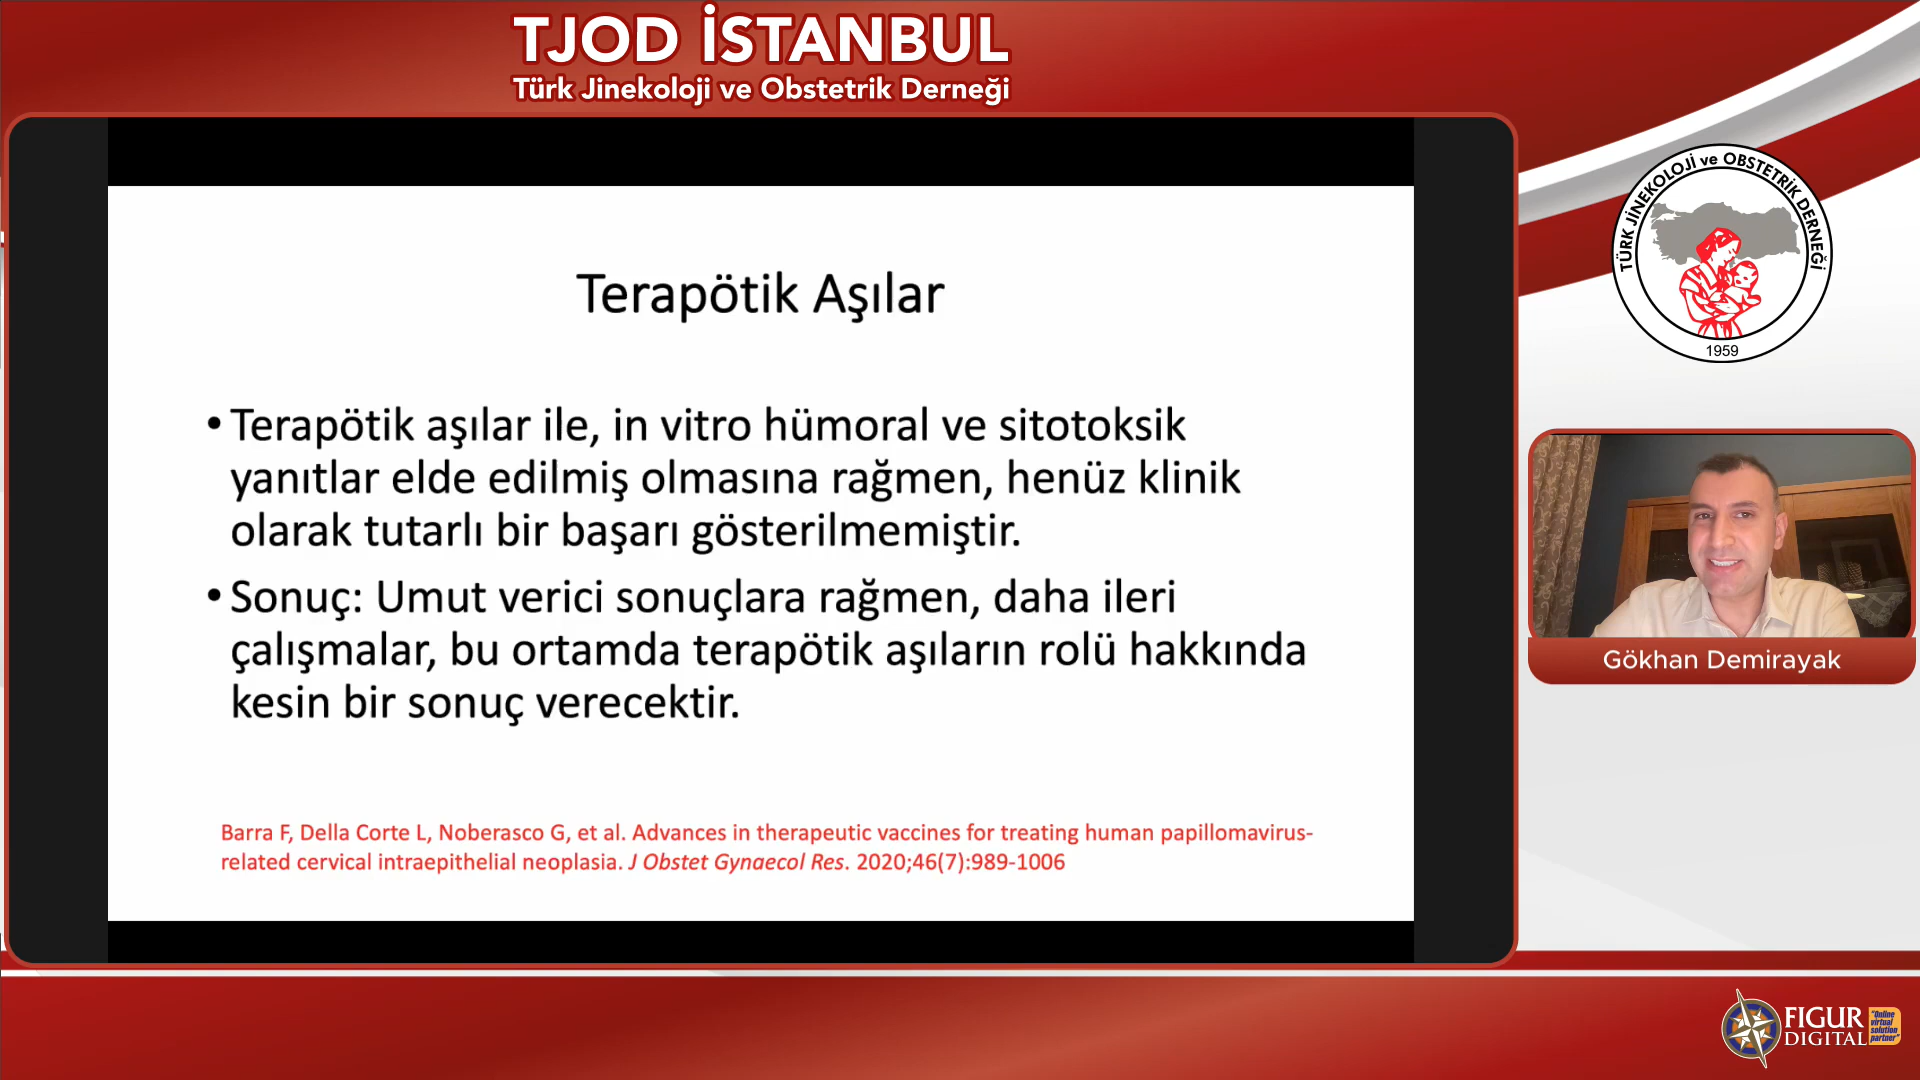 TJOD İSTANBUL
Türk Jinekoloji ve Obstetrik Derneği
Terapötik Aşılar
• Terapötik aşılar ile, in vitro hümoral ve sitotoksik
yanıtlar elde edilmiş olmasına rağmen, henüz klinik
olarak tutarlı bir başarı gösterilmemiştir.
• Sonuç: Umut verici sonuçlara rağmen, daha ileri
çalışmalar, bu ortamda terapötik aşıların rolü hakkında
kesin bir sonuç verecektir.
Barra F, Della Corte L, Noberasco G, et al. Advances in therapeutic vaccines for treating human papillomavirus-
related cervical intraepithelial neoplasia. J Obstet Gynaecol Res. 2020;46(7):989-1006
TÜRK JİNEKOLOJİ ve OBSTETRİK DERNEĞİ
1959
Gökhan Demirayak
FIGUR
DIGITAL
"Online
virtual
solution
partner"